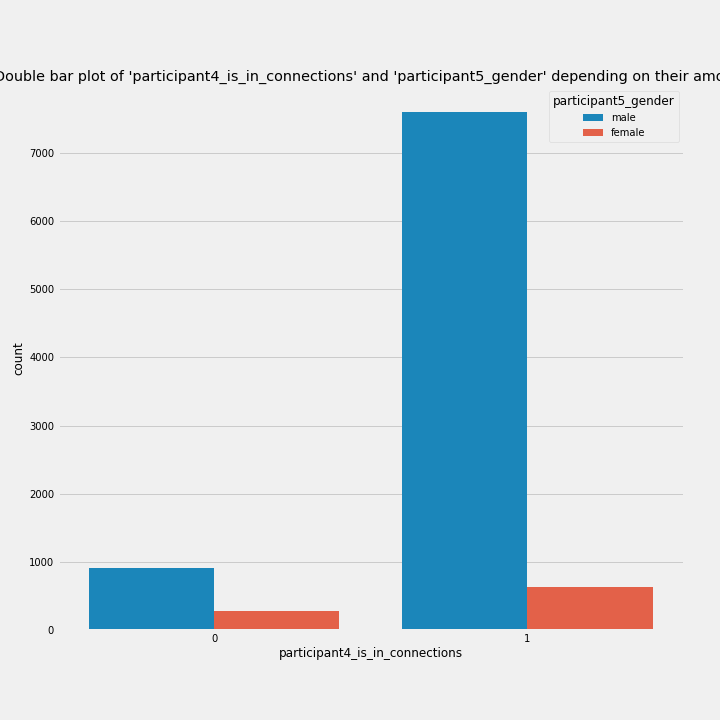 Double bar plot of 'participant4_is_in_connections' and 'participant5_gender' depending on their
participant5_gender
male
female
7000
6000
5000
4000
3000
2000
1000
0
count
0 1
participant4_is_in_connections